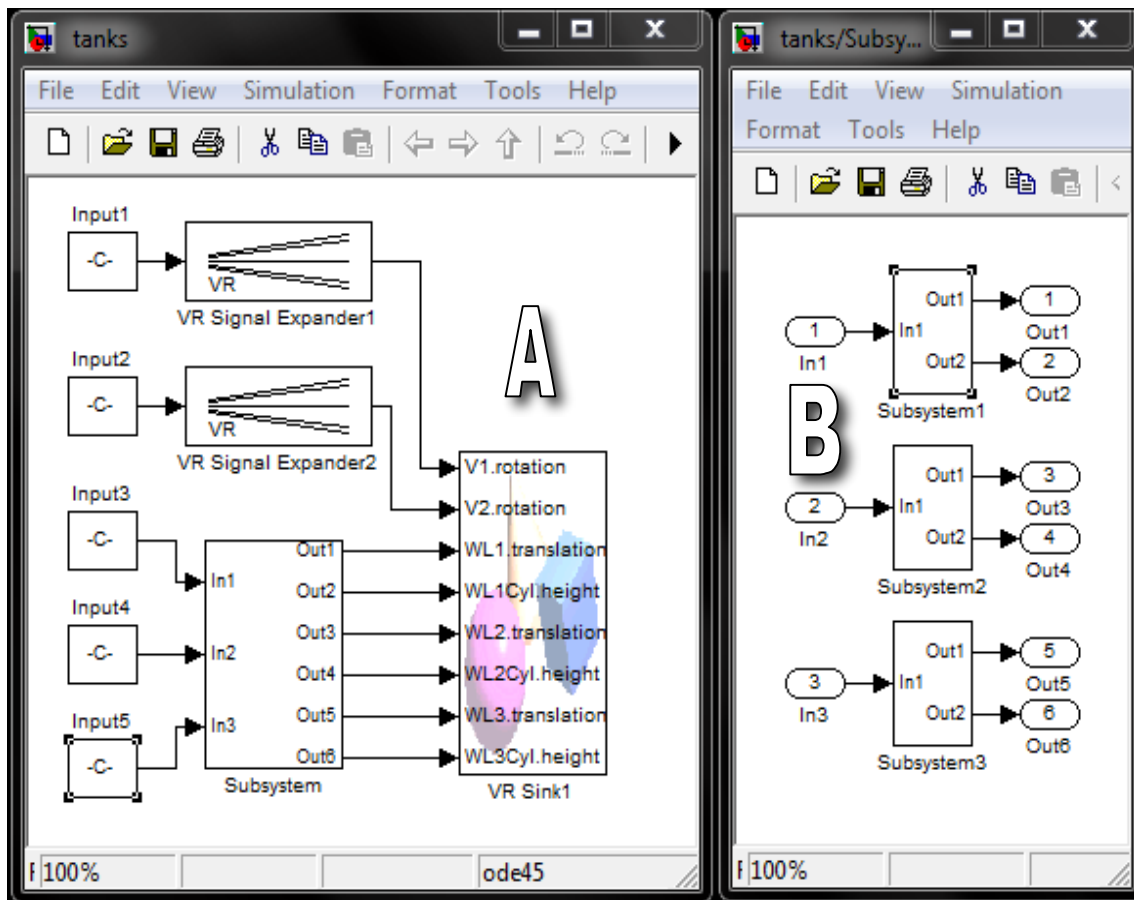 tanks
File Edit View Simulation Format Tools Help
Input1
-C-
VR
VR Signal Expander1
Input2
-C-
VR
VR Signal Expander2
A
Input3
-C-
Input4
-C-
Input5
-C-
In1
In2
In3
Out1
Out2
Out3
Out4
Out5
Out6
Subsystem
V1.rotation
V2.rotation
WL1.translation
WL1Cyl.height
WL2.translation
WL2Cyl.height
WL3.translation
WL3Cyl.height
VR Sink1
100%
ode45
tanks/Subsy...
File Edit View Simulation
Format Tools Help
1
In1
In1
Out1
Out2
1
Out1
2
Out2
Subsystem1
B
2
In2
In1
Out1
Out2
3
Out3
4
Out4
Subsystem2
3
In3
In1
Out1
Out2
5
Out5
6
Out6
Subsystem3
100%